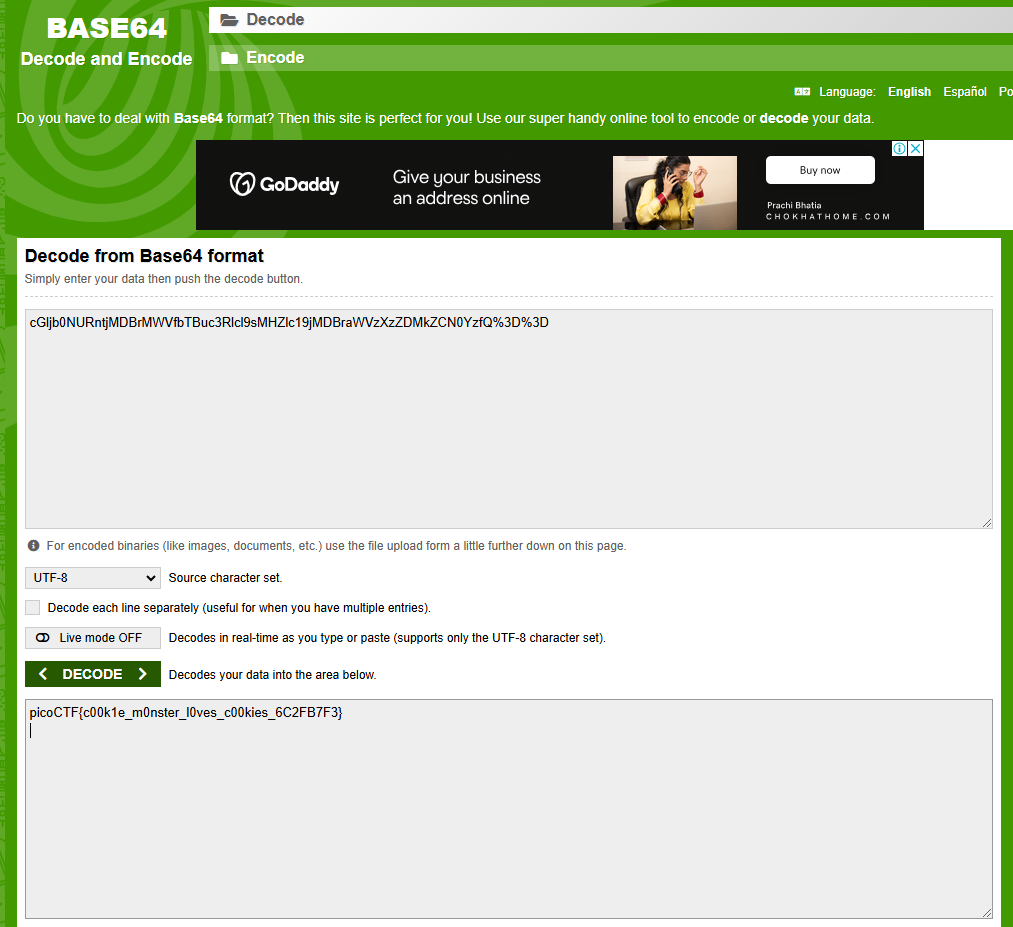 BASE64
Decode and Encode
Decode
Encode
Language: English Español Po
Do you have to deal with Base64 format? Then this site is perfect for you! Use our super handy online tool to encode or decode your data.
GoDaddy
Give your business
an address online
Buy now
Prachi Bhatia
CHOKHATHOME.COM
Decode from Base64 format
Simply enter your data then push the decode button.
cGljb0NURntjMDBrMWVfbTBuc3Rlcl9sMHZlc19jMDBraWVzXzZDMkZCN0YzfQ%3D%3D
For encoded binaries (like images, documents, etc.) use the file upload form a little further down on this page.
UTF-8 Source character set.
Decode each line separately (useful for when you have multiple entries).
Live mode OFF Decodes in real-time as you type or paste (supports only the UTF-8 character set).
DECODE Decodes your data into the area below.
picoCTF{c00k1e_m0nster_l0ves_c00kies_6C2FB7F3}